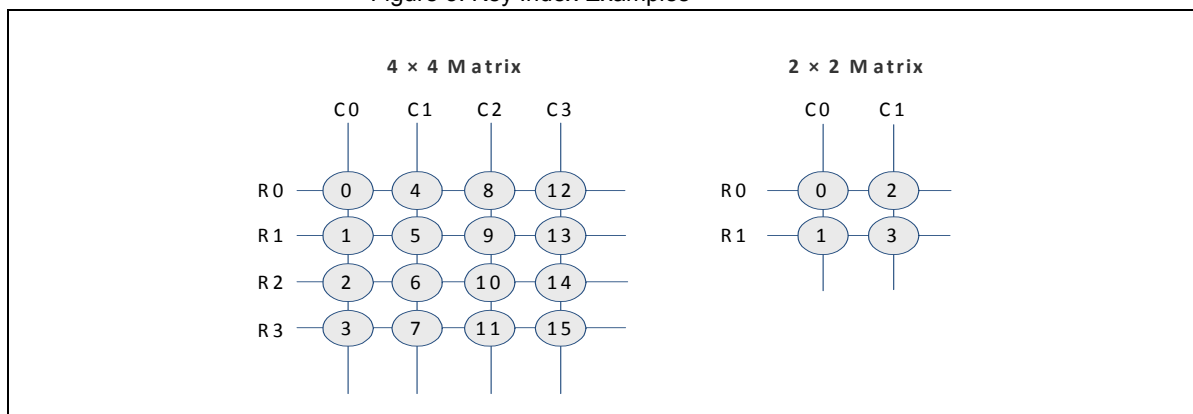 Figure Key Index Examples
4 × 4 Matrix 2 × 2 Matrix
C0 C1 C2 C3 C0 C1
R0 0 4 8 12 R0 0 2
R1 1 5 9 13 R1 1 3
R2 2 6 10 14
R3 3 7 11 15